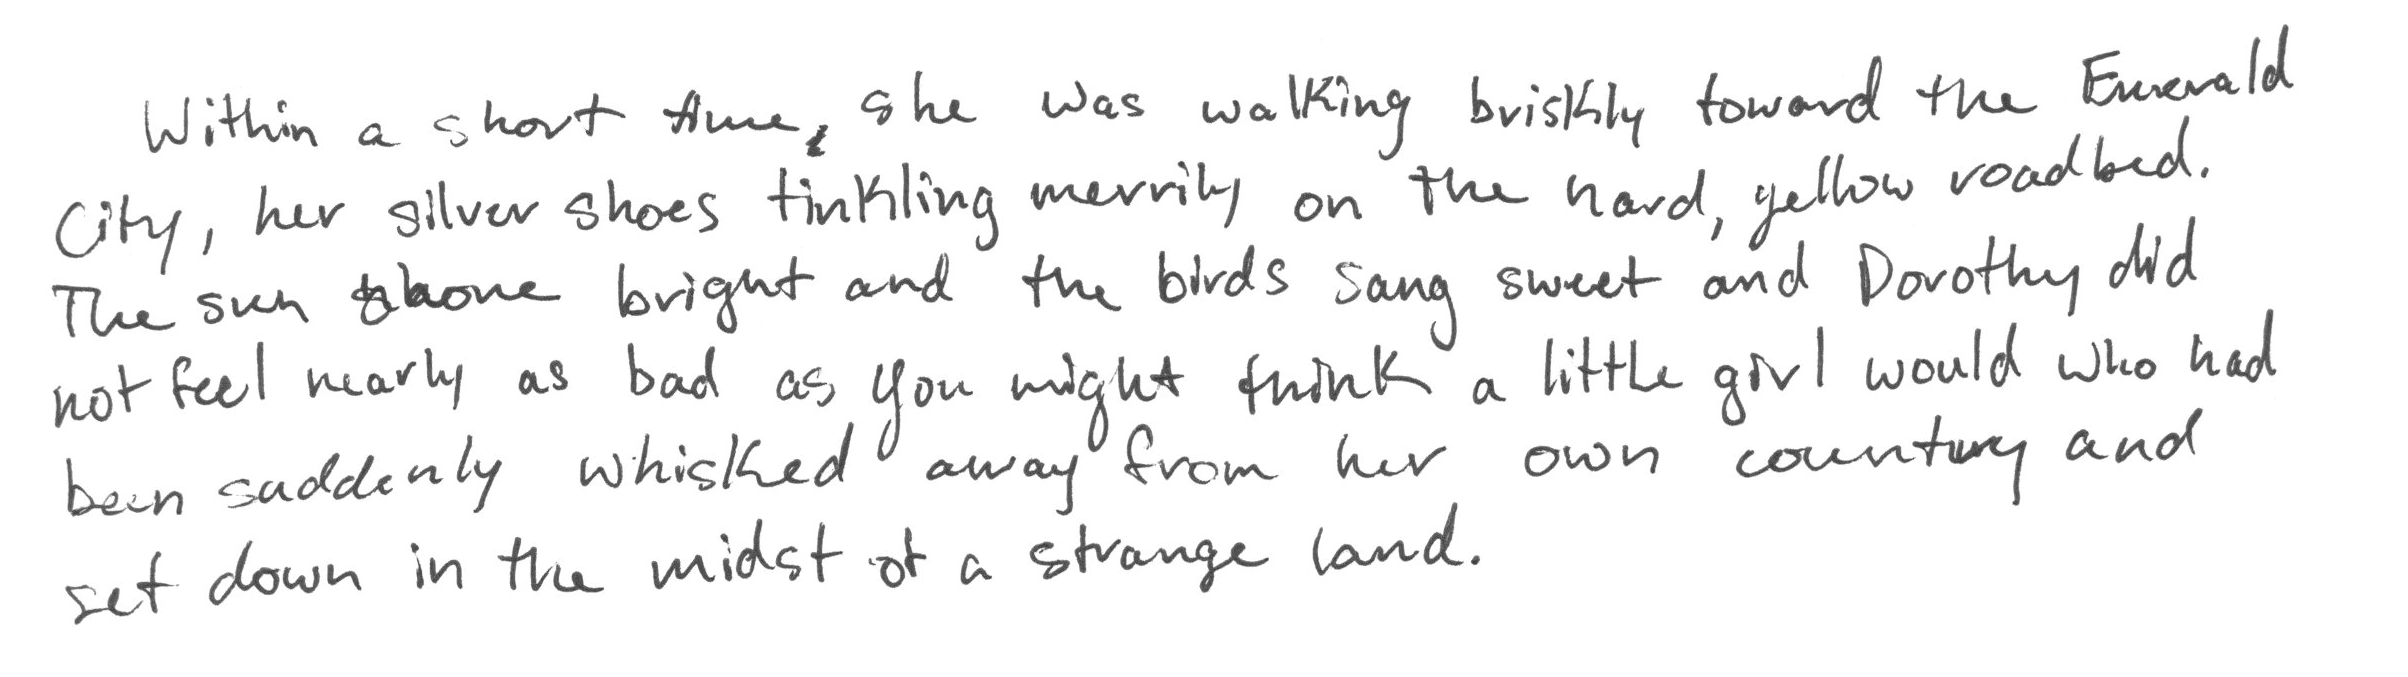 Within a short time, she was walking briskly toward the Emerald
City, her silver shoes tinkling merrily on the hard, yellow roadbed.
The sun shone bright and the birds sang sweet and Dorothy did
not feel nearly as bad as you might think a little girl would who had
been suddenly whisked away from her own country and
set down in the midst of a strange land.